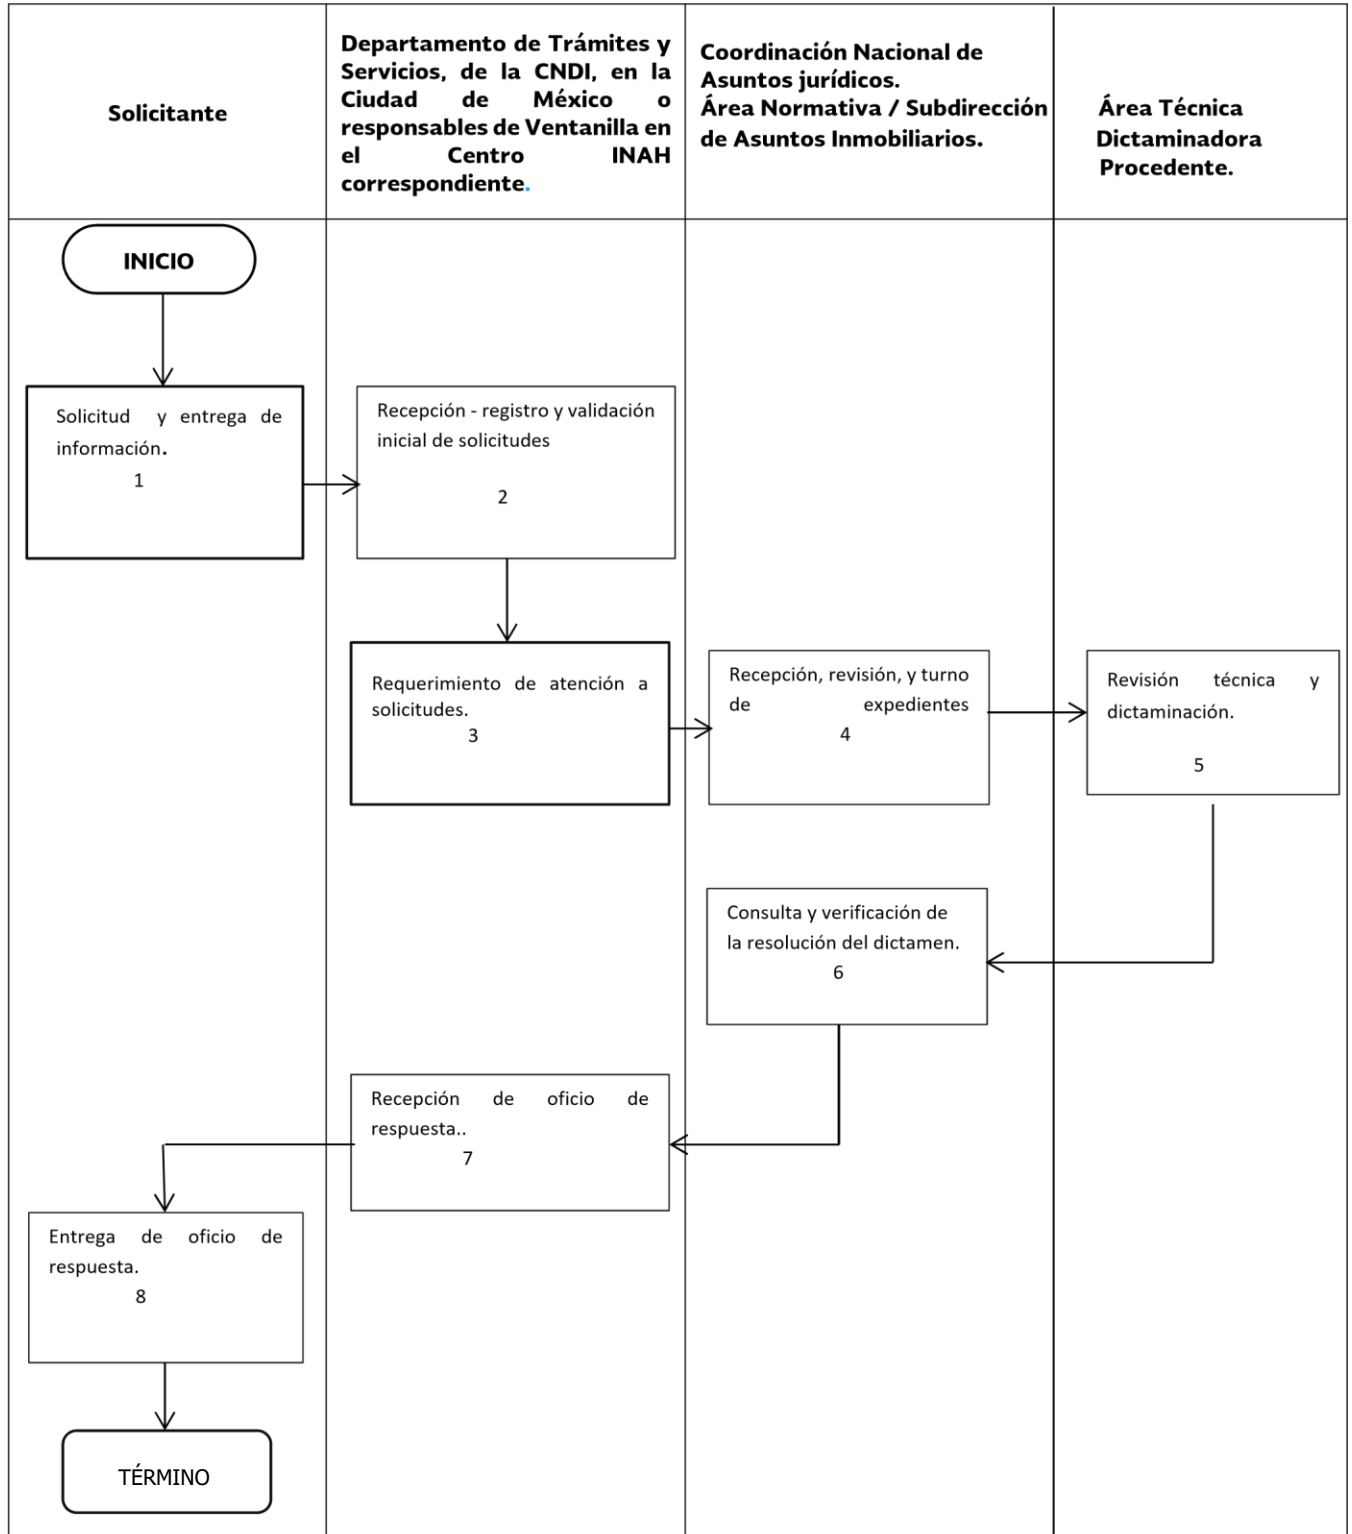 Solicitante
Departamento de Trámites y
Servicios, de la CNDI, en la
Ciudad de México o
responsables de Ventanilla en
el Centro INAH
correspondiente.
Coordinación Nacional de
Asuntos jurídicos.
Área Normativa / Subdirección
de Asuntos Inmobiliarios.
Área Técnica
Dictaminadora
Procedente.
INICIO
Solicitud y entrega de
información.
1
Recepción - registro y validación
inicial de solicitudes
2
Requerimiento de atención a
solicitudes.
3
Recepción, revisión, y turno
de expedientes
4
Revisión técnica y
dictaminación.
5
Consulta y verificación de
la resolución del dictamen.
6
Recepción de oficio de
respuesta..
7
Entrega de oficio de
respuesta.
8
TÉRMINO